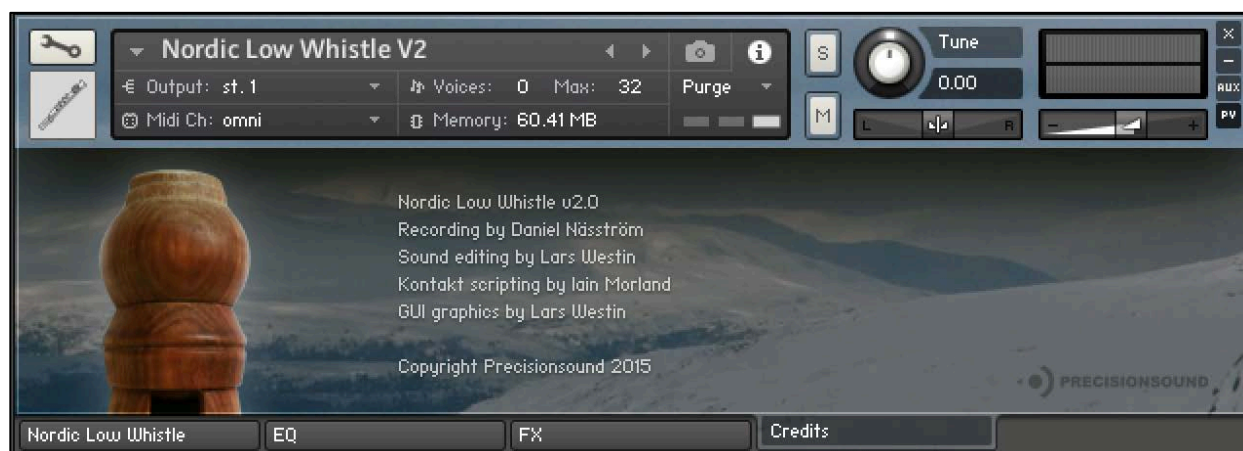 Nordic Low Whistle V2
Output: st. 1
Voices: 0 Max: 32
Purge
Midi Ch: omni
Memory: 60.41 MB
S
M
Tune
0.00
L R
- +
X
-
AUX
PV
Nordic Low Whistle v2.0
Recording by Daniel Näsström
Sound editing by Lars Westin
Kontakt scripting by Iain Morland
GUI graphics by Lars Westin
Copyright Precisionsound 2015
PRECISIONSOUND
Nordic Low Whistle
EQ
FX
Credits